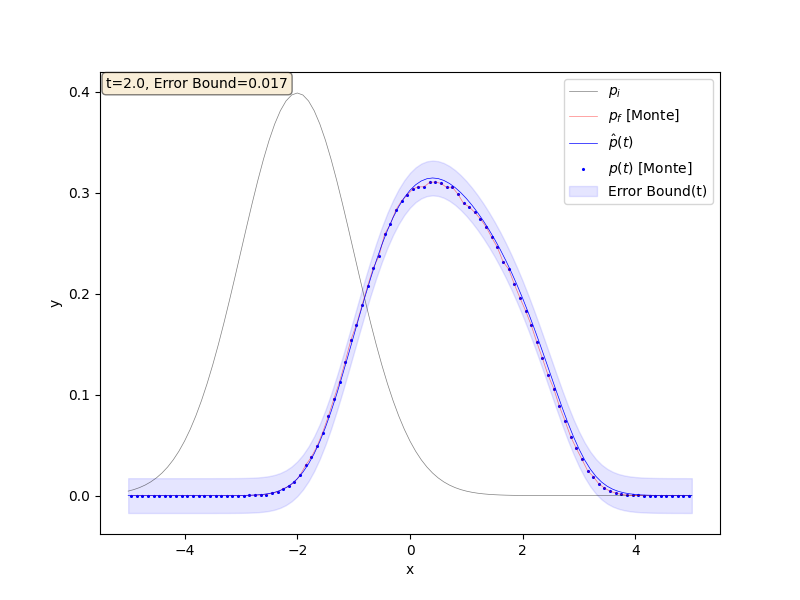 t=2.0, Error Bound=0.017
p_i
p_f [Monte]
p̂(t)
p(t) [Monte]
Error Bound(t)
0.4
0.3
0.2
0.1
0.0
y
−4
−2
0
2
4
x